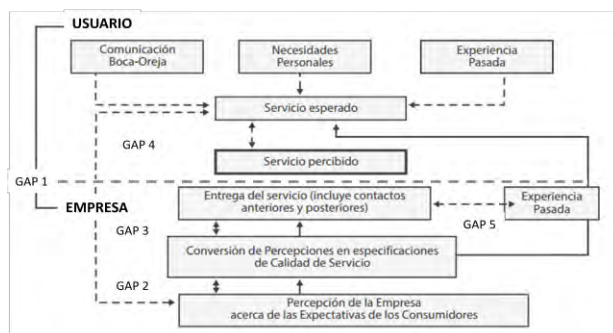 USUARIO
Comunicación
Boca-Oreja
Necesidades
Personales
Experiencia
Pasada
Servicio esperado
GAP 4
Servicio percibido
GAP 1
EMPRESA
Entrega del servicio (incluye contactos
anteriores y posteriores)
Experiencia
Pasada
GAP 3
GAP 5
Conversión de Percepciones en especificaciones
de Calidad de Servicio
GAP 2
Percepción de la Empresa
acerca de las Expectativas de los Consumidores